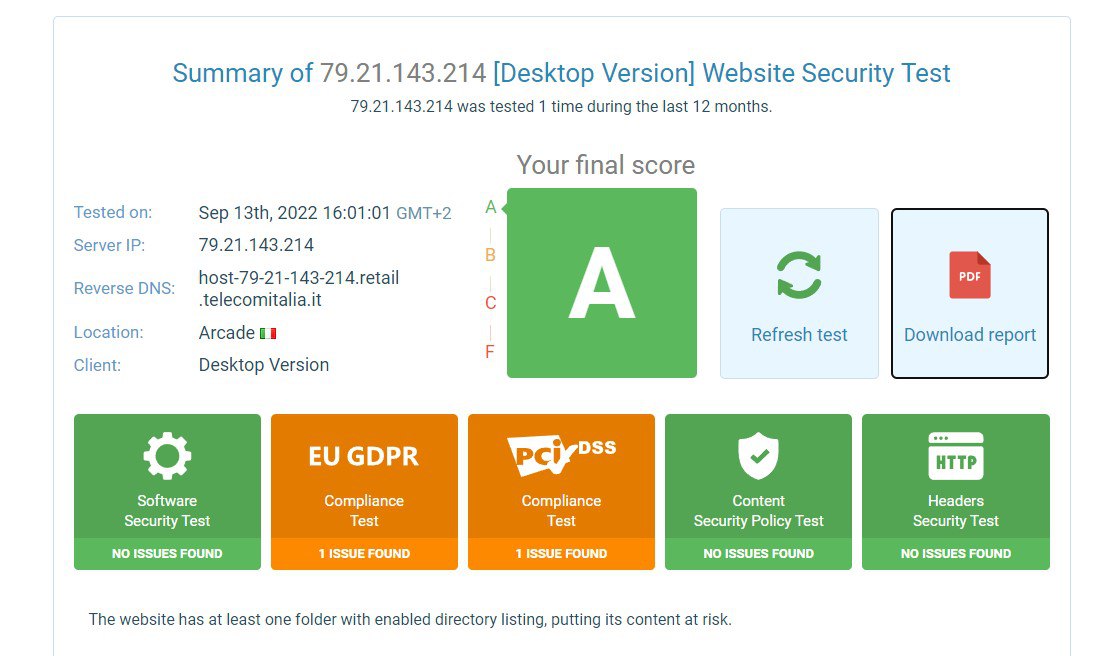 Summary of 79.21.143.214 [Desktop Version] Website Security Test
79.21.143.214 was tested 1 time during the last 12 months.
Your final score
Tested on: Sep 13th, 2022 16:01:01 GMT+2
Server IP: 79.21.143.214
Reverse DNS: host-79-21-143-214.retail
.telecomitalia.it
Location: Arcade
Client: Desktop Version
A
B
C
F
A
Refresh test
PDF
Download report
Software
Security Test
NO ISSUES FOUND
EU GDPR
Compliance
Test
1 ISSUE FOUND
PCI DSS
Compliance
Test
1 ISSUE FOUND
Content
Security Policy Test
NO ISSUES FOUND
HTTP
Headers
Security Test
NO ISSUES FOUND
The website has at least one folder with enabled directory listing, putting its content at risk.